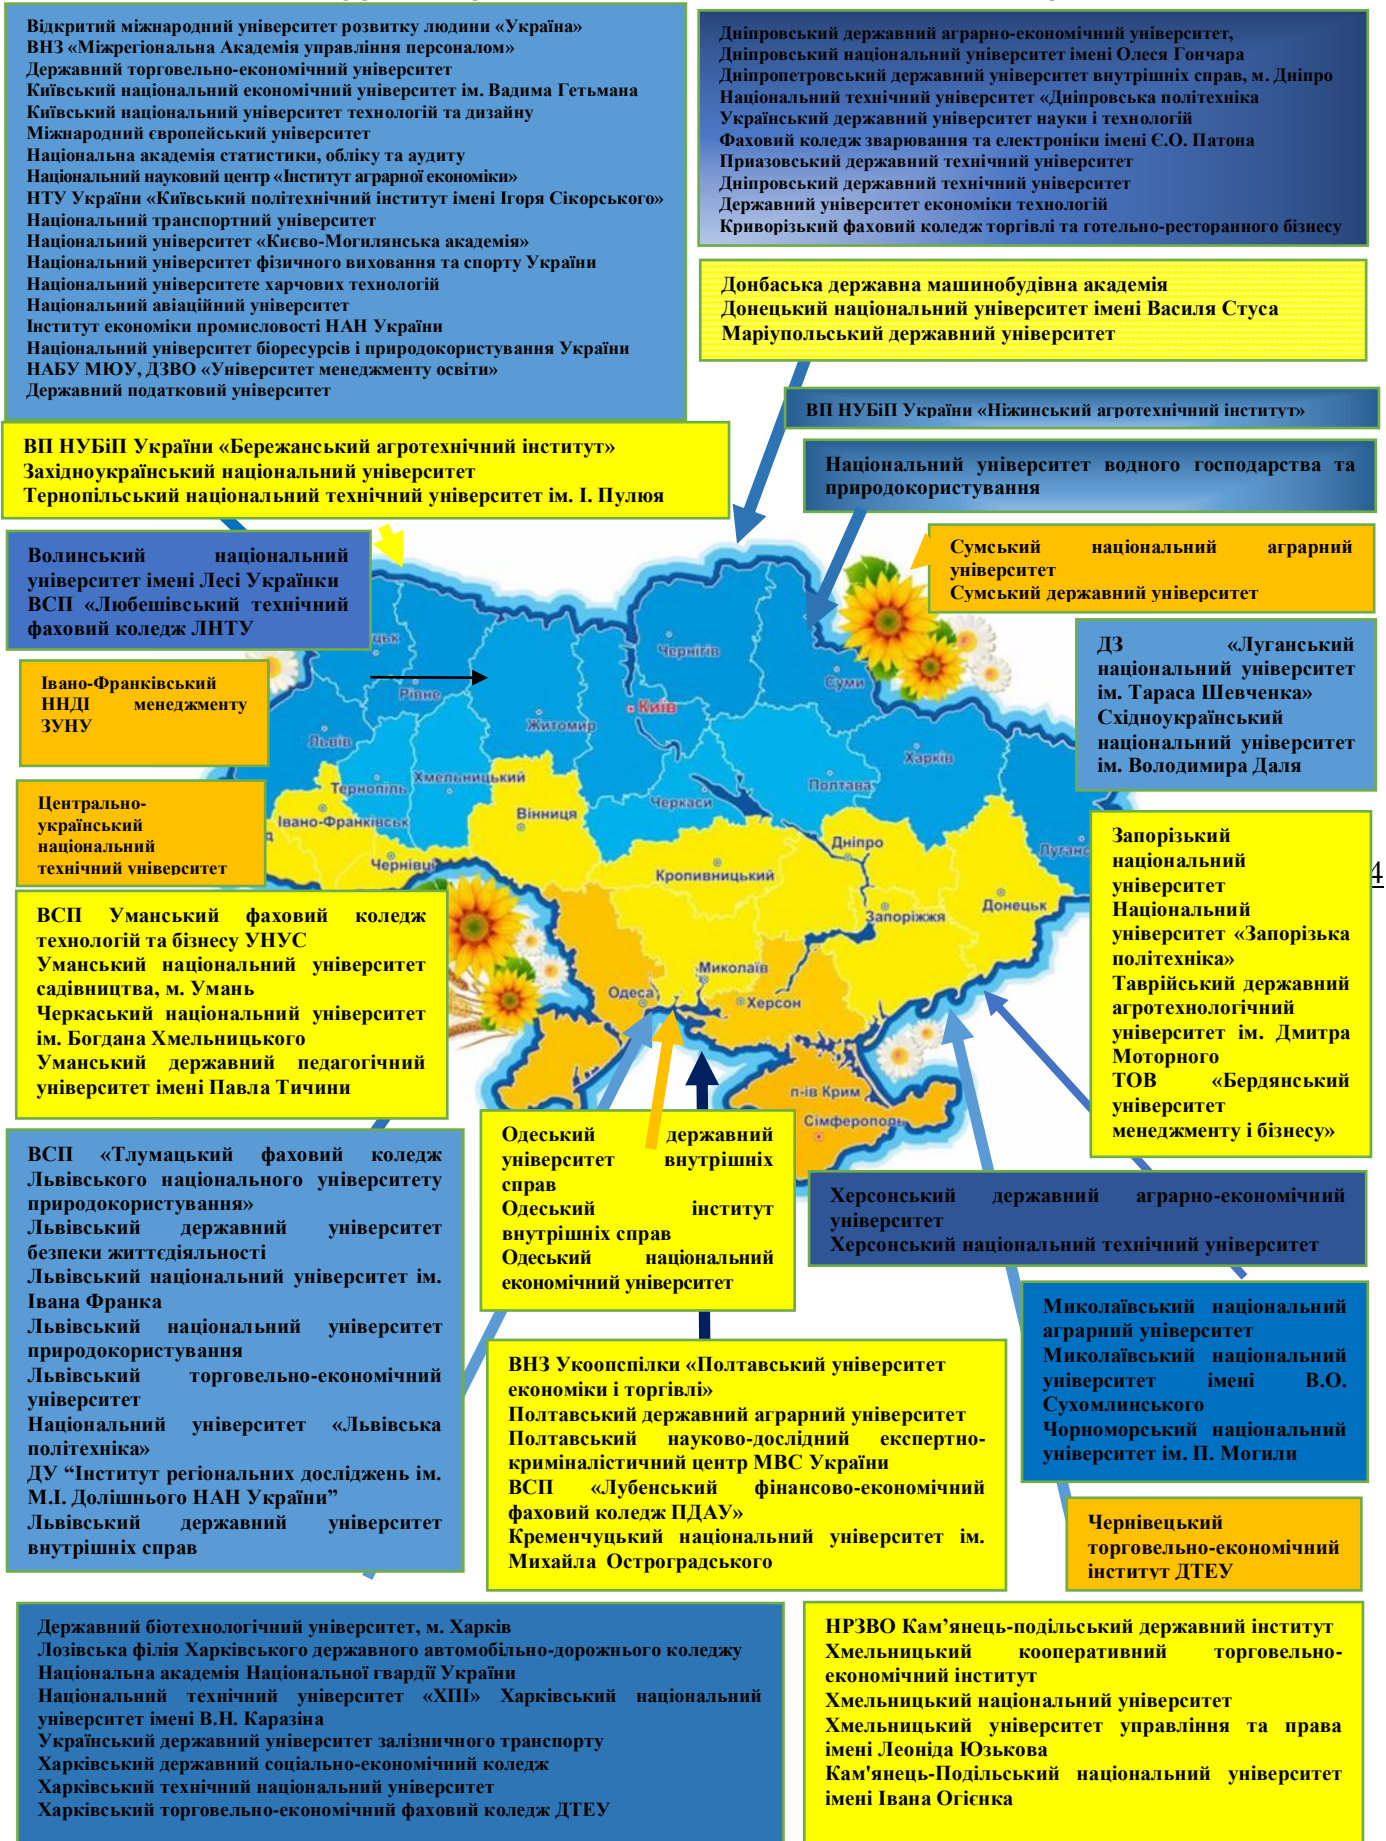 Відкритий міжнародний університет розвитку людини «Україна»
ВНЗ «Міжрегіональна Академія управління персоналом»
Державний торговельно-економічний університет
Київський національний економічний університет ім. Вадима Гетьмана
Київський національний університет технологій та дизайну
Міжнародний європейський університет
Національна академія статистики, обліку та аудиту
Національний науковий центр «Інститут аграрної економіки»
НТУ України «Київський політехнічний інститут імені Ігоря Сікорського»
Національний транспортний університет
Національний університет «Києво-Могилянська академія»
Національний університет фізичного виховання та спорту України
Національний університете харчових технологій
Національний авіаційний університет
Інститут економіки промисловості НАН України
Національний університет біоресурсів і природокористування України
НАБУ МЮУ, ДЗВО «Університет менеджменту освіти»
Державний податковий університет
Дніпровський державний аграрно-економічний університет,
Дніпровський національний університет імені Олеся Гончара
Дніпропетровський державний університет внутрішніх справ, м. Дніпро
Національний технічний університет «Дніпровська політехніка
Український державний університет науки і технологій
Фаховий коледж зварювання та електроніки імені Є.О. Патона
Приазовський державний технічний університет
Дніпровський державний технічний університет
Державний університет економіки технологій
Криворізький фаховий коледж торгівлі та готельно-ресторанного бізнесу
Донбаська державна машинобудівна академія
Донецький національний університет імені Василя Стуса
Маріупольський державний університет
ВП НУБіП України «Ніжинський агротехнічний інститут»
ВП НУБіП України «Бережанський агротехнічний інститут»
Західноукраїнський національний університет
Тернопільський національний технічний університет ім. І. Пулюя
Національний університет водного господарства та
природокористування
Волинський національний
університет імені Лесі Українки
ВСП «Любешівський технічний
фаховий коледж ЛНТУ
Сумський національний аграрний
університет
Сумський державний університет
ДЗ «Луганський
національний університет
ім. Тараса Шевченка»
Східноукраїнський
національний університет
ім. Володимира Даля
Івано-Франківський
ННДІ менеджменту
ЗУНУ
Центрально-
український
національний
технічний університет
Чернігів
Рівне
Суми
Київ
Житомир
Львів
Харків
Хмельницький
Тернопіль
Полтава
Черкаси
Вінниця
Івано-Франківськ
Дніпро
Чернівці
Кропивницький
Донецьк
Запоріжжя
Миколаїв
Одеса
Херсон
п-ів Крим
Сімферополь
Запорізький
національний
університет
Національний
університет «Запорізька
політехніка»
Таврійський державний
агротехнологічний
університет ім. Дмитра
Моторного
ТОВ «Бердянський
університет
менеджменту і бізнесу»
4
ВСП Уманський фаховий коледж
технологій та бізнесу УНУС
Уманський національний університет
садівництва, м. Умань
Черкаський національний університет
ім. Богдана Хмельницького
Уманський державний педагогічний
університет імені Павла Тичини
ВСП «Тлумацький фаховий коледж
Львівського національного університету
природокористування»
Львівський державний університет
безпеки життєдіяльності
Львівський національний університет ім.
Івана Франка
Львівський національний університет
природокористування
Львівський торговельно-економічний
університет
Національний університет «Львівська
політехніка»
ДУ “Інститут регіональних досліджень ім.
М.І. Долішнього НАН України”
Львівський державний університет
внутрішніх справ
Одеський державний
університет внутрішніх
справ
Одеський інститут
внутрішніх справ
Одеський національний
економічний університет
Херсонський державний аграрно-економічний
університет
Херсонський національний технічний університет
Миколаївський національний
аграрний університет
Миколаївський національний
університет імені В.О.
Сухомлинського
Чорноморський національний
університет ім. П. Могили
ВНЗ Укоопспілки «Полтавський університет
економіки і торгівлі»
Полтавський державний аграрний університет
Полтавський науково-дослідний експертно-
криміналістичний центр МВС України
ВСП «Лубенський фінансово-економічний
фаховий коледж ПДАУ»
Кременчуцький національний університет ім.
Михайла Остроградського
Чернівецький
торговельно-економічний
інститут ДТЕУ
Державний біотехнологічний університет, м. Харків
Лозівська філія Харківського державного автомобільно-дорожнього коледжу
Національна академія Національної гвардії України
Національний технічний університет «ХПІ» Харківський національний
університет імені В.Н. Каразіна
Український державний університет залізничного транспорту
Харківський державний соціально-економічний коледж
Харківський технічний національний університет
Харківський торговельно-економічний фаховий коледж ДТЕУ
НРЗВО Кам’янець-подільський державний інститут
Хмельницький кооперативний торговельно-
економічний інститут
Хмельницький національний університет
Хмельницький університет управління та права
імені Леоніда Юзькова
Кам'янець-Подільський національний університет
імені Івана Огієнка